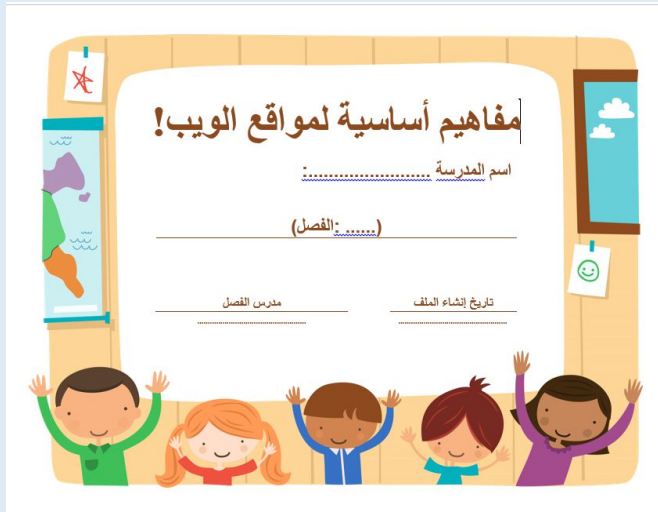 مفاهيم أساسية لمواقع الويب!
اسم المدرسة ........................:
(...... :الفصل)
تاريخ إنشاء الملف
مدرس الفصل